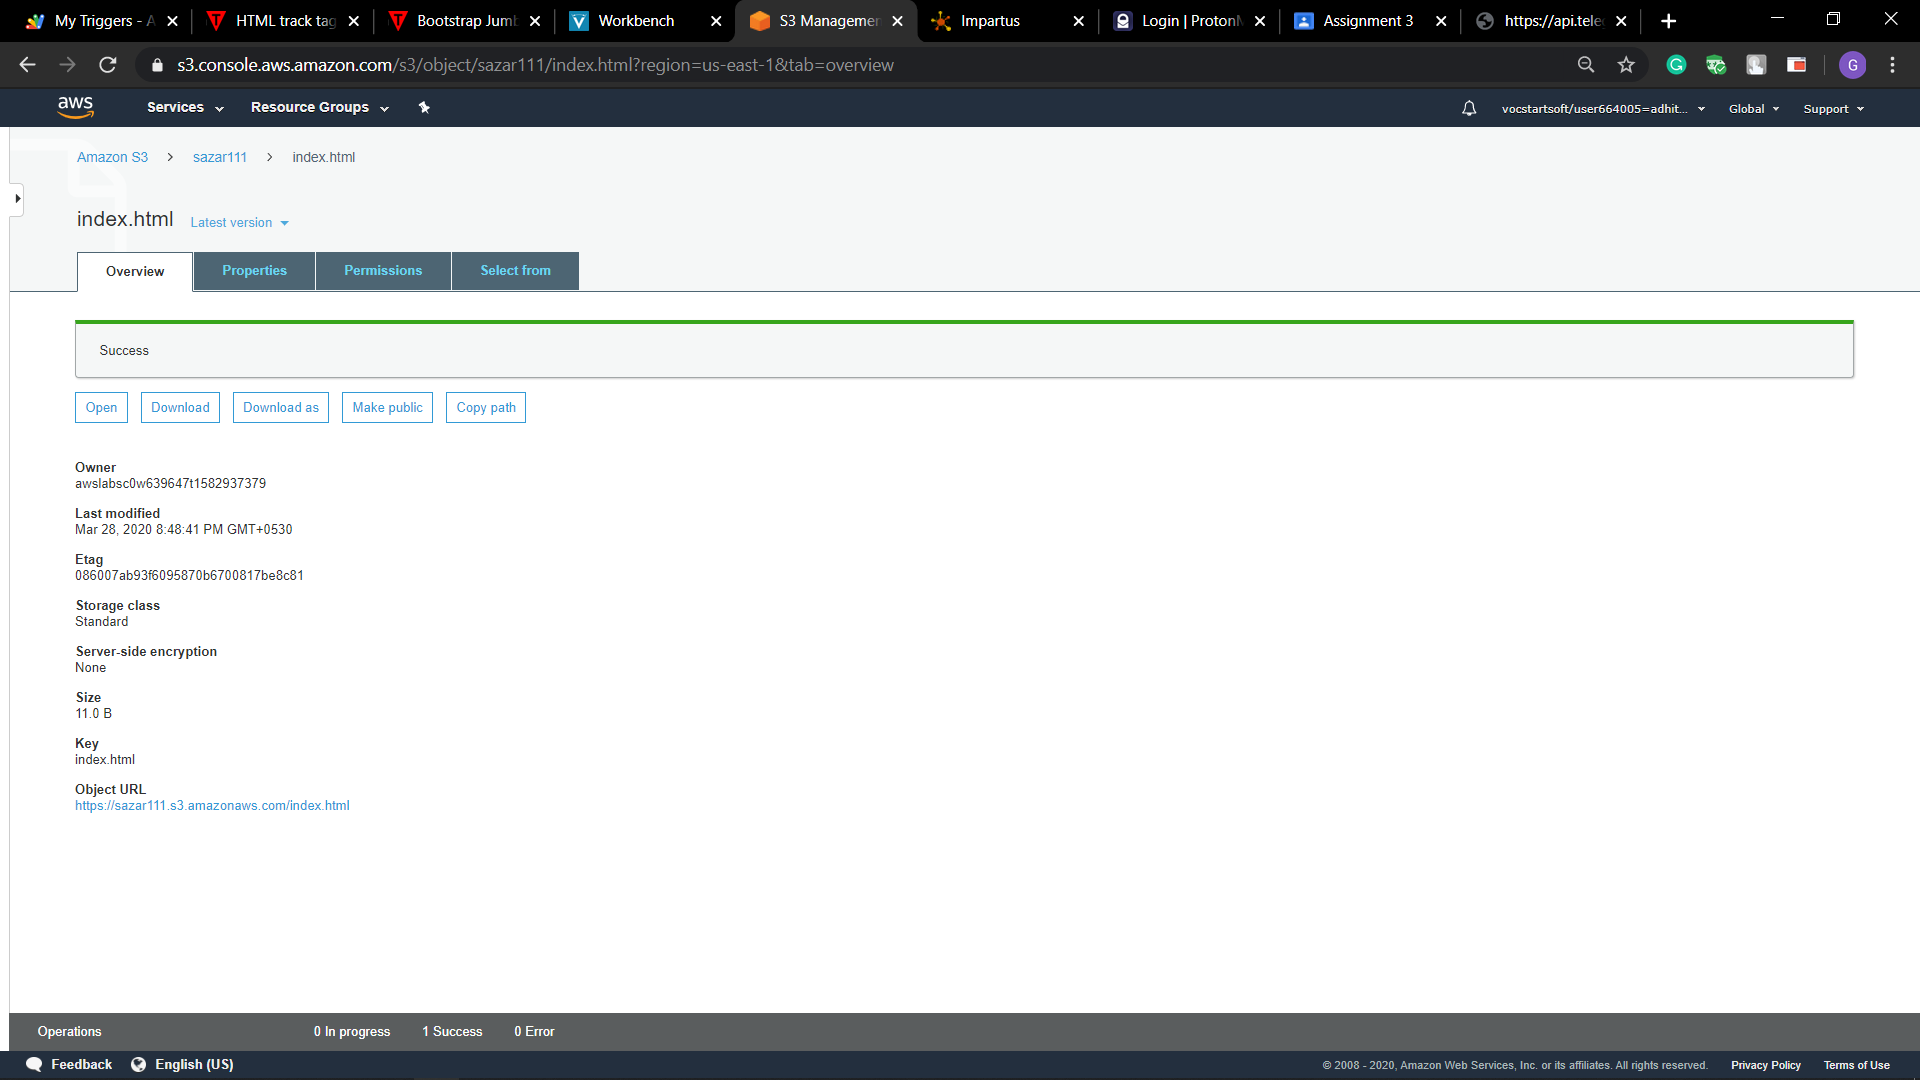 My Triggers - A
HTML track tag
Bootstrap Jumb
Workbench
S3 Managemen
Impartus
Login | ProtonM
Assignment 3
https://api.tele
s3.console.aws.amazon.com/s3/object/sazar111/index.html?region=us-east-1&tab=overview
G
aws
Services
Resource Groups
vocstartsoft/user664005=adhit...
Global
Support
Amazon S3 > sazar111 > index.html
index.html Latest version
Overview
Properties
Permissions
Select from
Success
Open
Download
Download as
Make public
Copy path
Owner
awslabsc0w639647t1582937379
Last modified
Mar 28, 2020 8:48:41 PM GMT+0530
Etag
086007ab93f6095870b6700817be8c81
Storage class
Standard
Server-side encryption
None
Size
11.0 B
Key
index.html
Object URL
https://sazar111.s3.amazonaws.com/index.html
Operations
0 In progress
1 Success
0 Error
Feedback
English (US)
© 2008 - 2020, Amazon Web Services, Inc. or its affiliates. All rights reserved.
Privacy Policy
Terms of Use